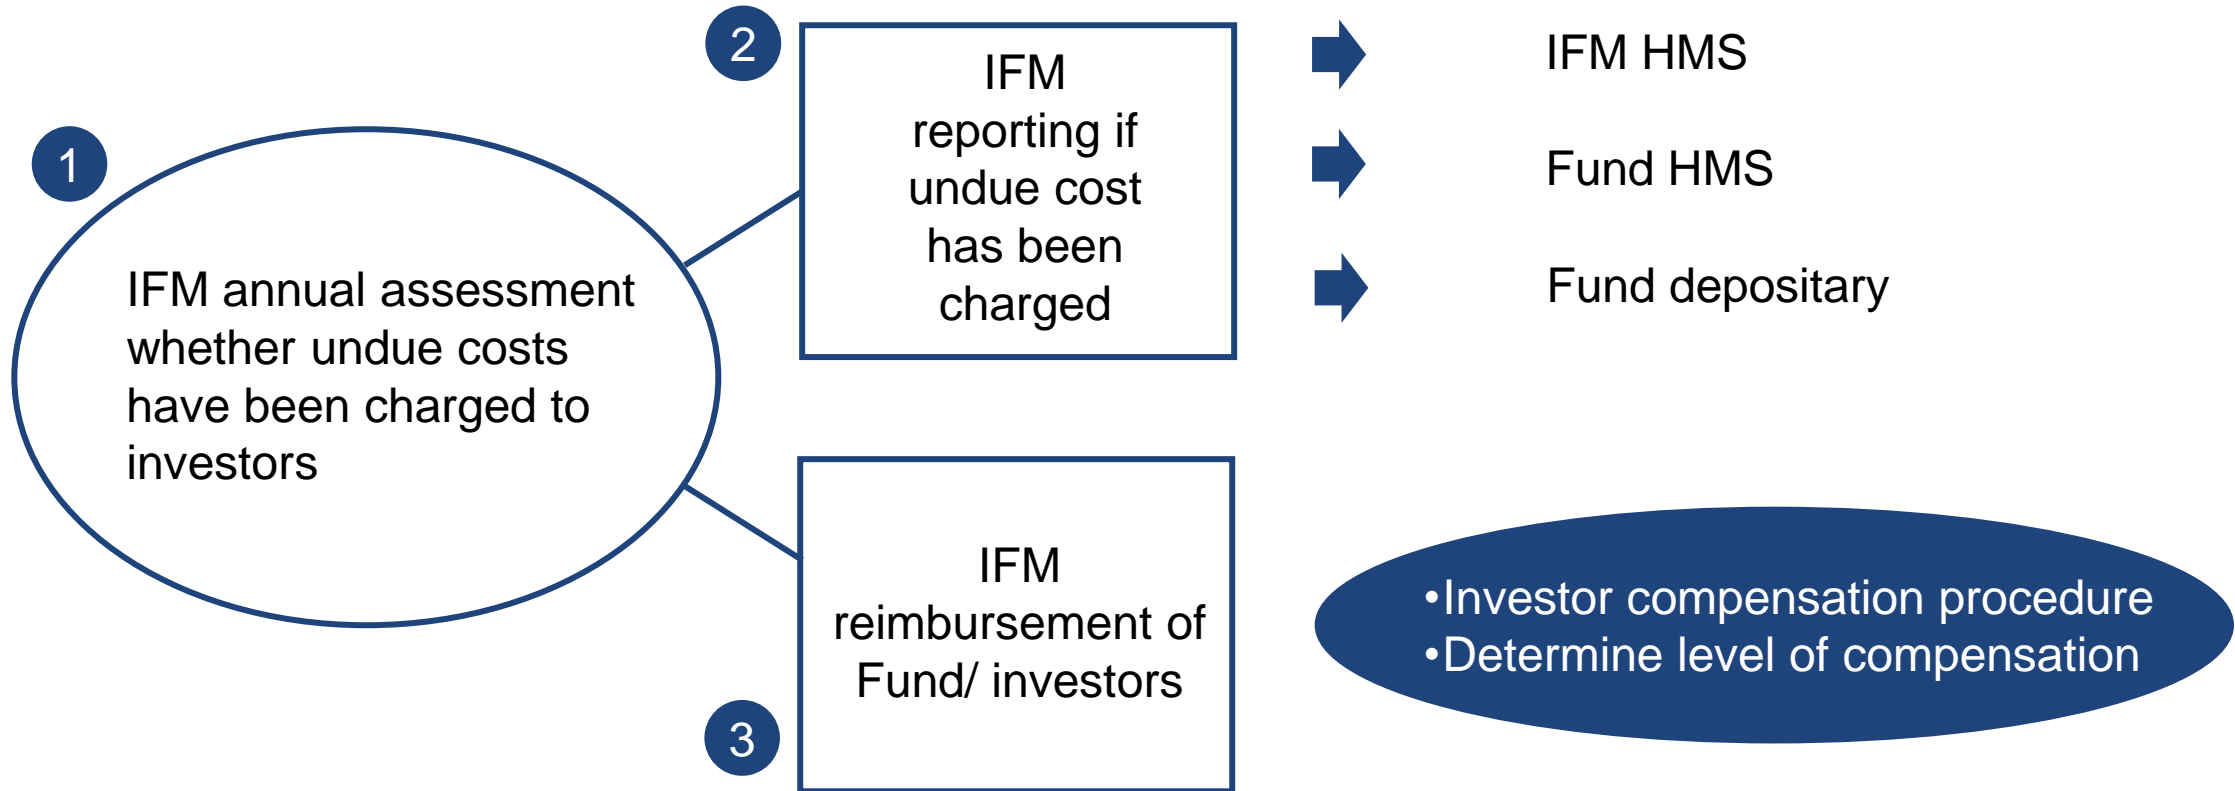 1
IFM annual assessment
whether undue costs
have been charged to
investors
2
IFM
reporting if
undue cost
has been
charged
IFM HMS
Fund HMS
Fund depositary
3
IFM
reimbursement of
Fund/ investors
•Investor compensation procedure
•Determine level of compensation